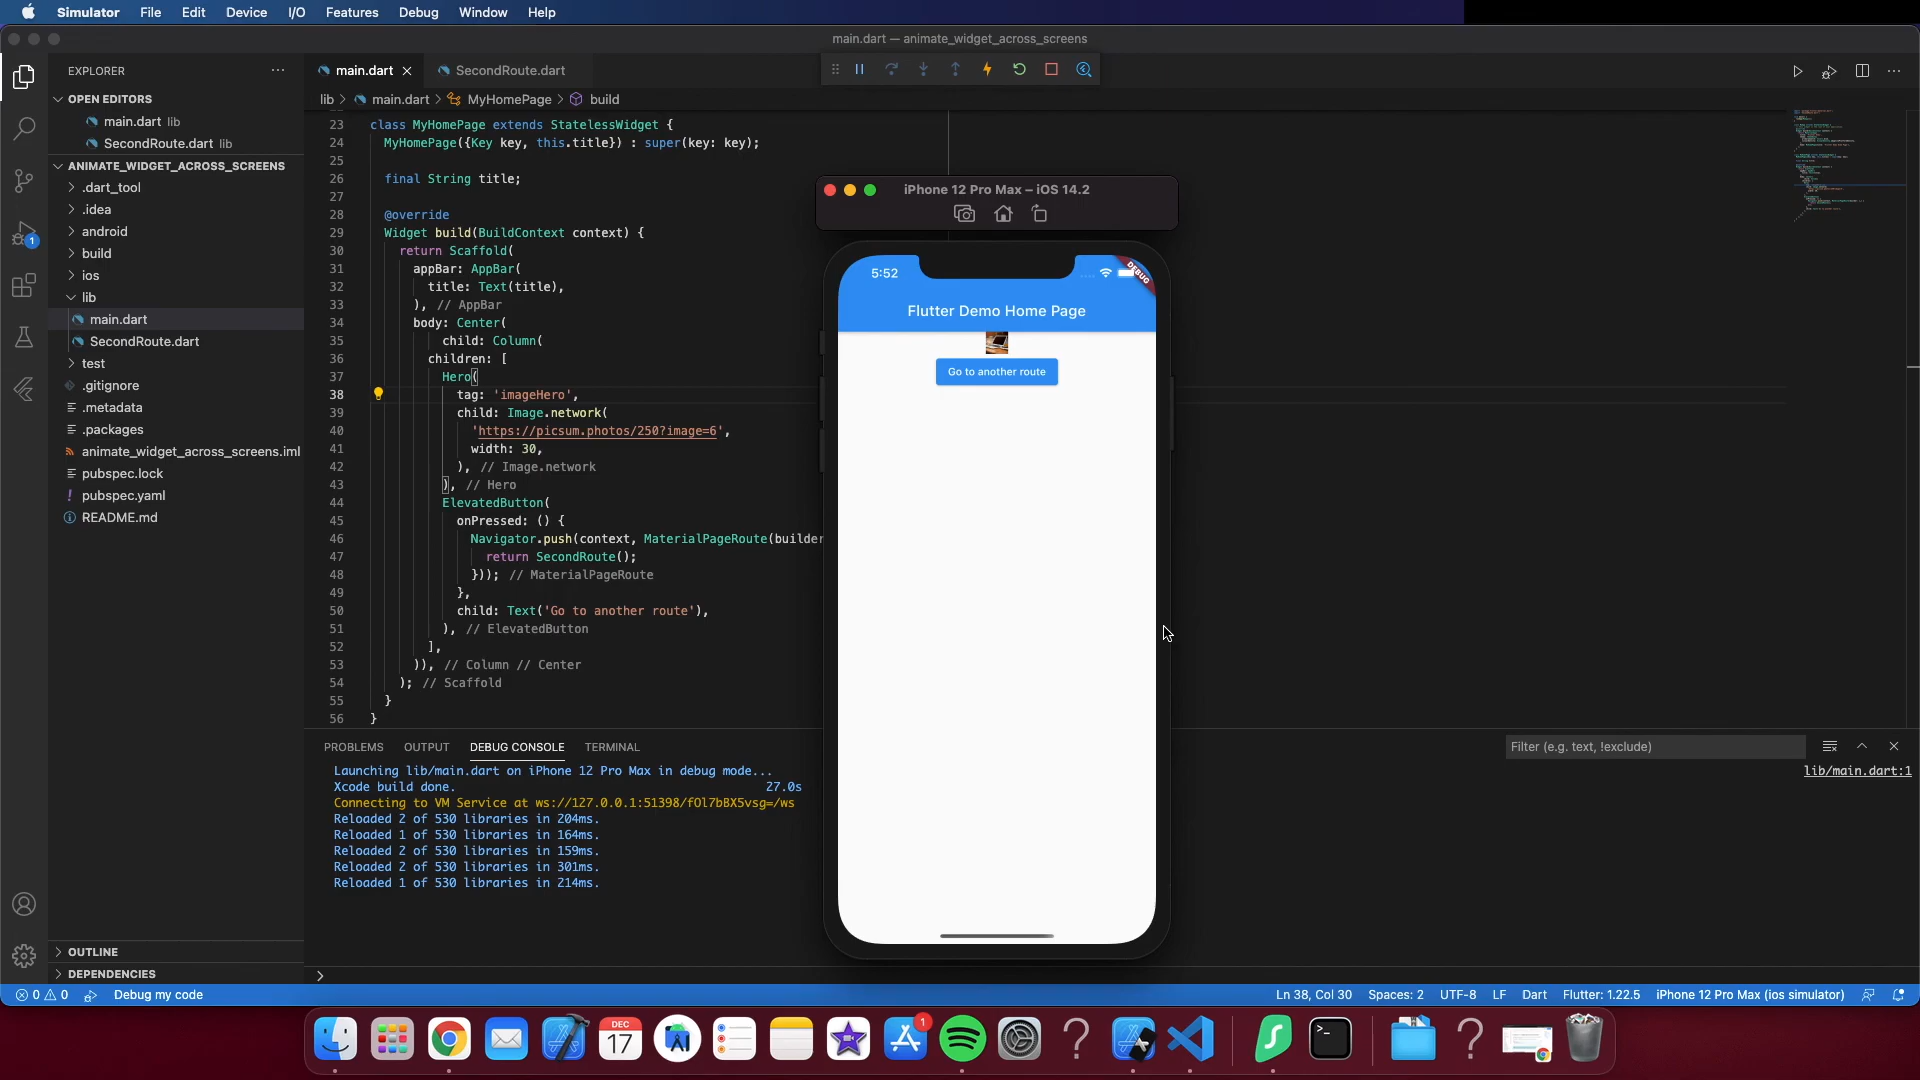 Simulator File Edit Device I/O Features Debug Window Help
main.dart — animate_widget_across_screens
EXPLORER
OPEN EDITORS
main.dart lib
SecondRoute.dart lib
ANIMATE_WIDGET_ACROSS_SCREENS
.dart_tool
.idea
android
build
ios
lib
main.dart
SecondRoute.dart
test
.gitignore
.metadata
.packages
animate_widget_across_screens.iml
pubspec.lock
pubspec.yaml
README.md
OUTLINE
DEPENDENCIES
1
main.dart SecondRoute.dart
lib > main.dart > MyHomePage > build
23 class MyHomePage extends StatelessWidget {
24 MyHomePage({Key key, this.title}) : super(key: key);
25
26 final String title;
27
28 @override
29 Widget build(BuildContext context) {
30 return Scaffold(
31 appBar: AppBar(
32 title: Text(title),
33 ), // AppBar
34 body: Center(
35 child: Column(
36 children: [
37 Hero(
38 tag: 'imageHero',
39 child: Image.network(
40 'https://picsum.photos/250?image=6',
41 width: 30,
42 ), // Image.network
43 ), // Hero
44 ElevatedButton(
45 onPressed: () {
46 Navigator.push(context, MaterialPageRoute(builder
47 return SecondRoute();
48 })); // MaterialPageRoute
49 },
50 child: Text('Go to another route'),
51 ), // ElevatedButton
52 ],
53 )), // Column // Center
54 ); // Scaffold
55 }
56 }
iPhone 12 Pro Max – iOS 14.2
5:52
DEBUG
Flutter Demo Home Page
Go to another route
PROBLEMS OUTPUT DEBUG CONSOLE TERMINAL
Filter (e.g. text, !exclude)
Launching lib/main.dart on iPhone 12 Pro Max in debug mode...
lib/main.dart:1
Xcode build done. 27.0s
Connecting to VM Service at ws://127.0.0.1:51398/fOl7bBX5vsg=/ws
Reloaded 2 of 530 libraries in 204ms.
Reloaded 1 of 530 libraries in 164ms.
Reloaded 2 of 530 libraries in 159ms.
Reloaded 2 of 530 libraries in 301ms.
Reloaded 1 of 530 libraries in 214ms.
0 0 Debug my code
Ln 38, Col 30 Spaces: 2 UTF-8 LF Dart Flutter: 1.22.5 iPhone 12 Pro Max (ios simulator)
DEC
17
1